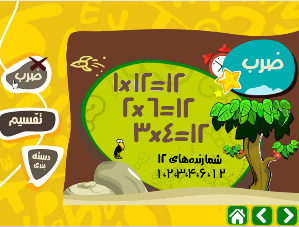 ضرب
ضرب
تقسیم
دسته
بندی
۱×۱۲=۱۲
۲×۶=۱۲
۳×۴=۱۲
شمارنده‌های ۱۲
۱،۲،۳،۴،۶،۱۲